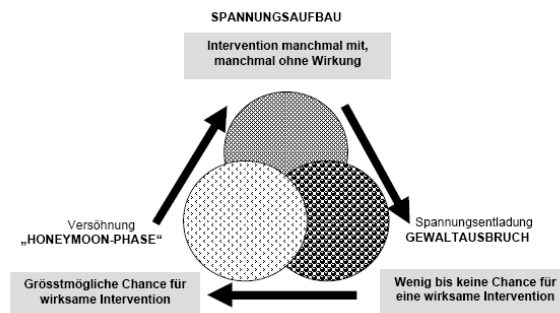 SPANNUNGSAUFBAU
Intervention manchmal mit,
manchmal ohne Wirkung
Versöhnung
„HONEYMOON-PHASE“
Spannungsentladung
GEWALTAUSBRUCH
Grösstmögliche Chance für
wirksame Intervention
Wenig bis keine Chance für
eine wirksame Intervention